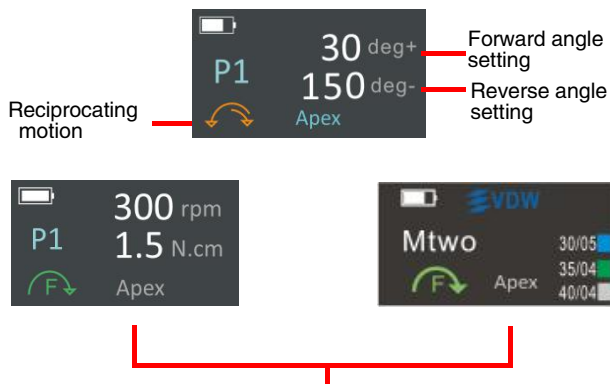 30 deg+
Forward angle
setting
P1
150 deg-
Reverse angle
setting
Reciprocating
motion
Apex
300 rpm
P1
1.5 N.cm
F
Apex
VDW
Mtwo
30/05
35/04
F
Apex
40/04